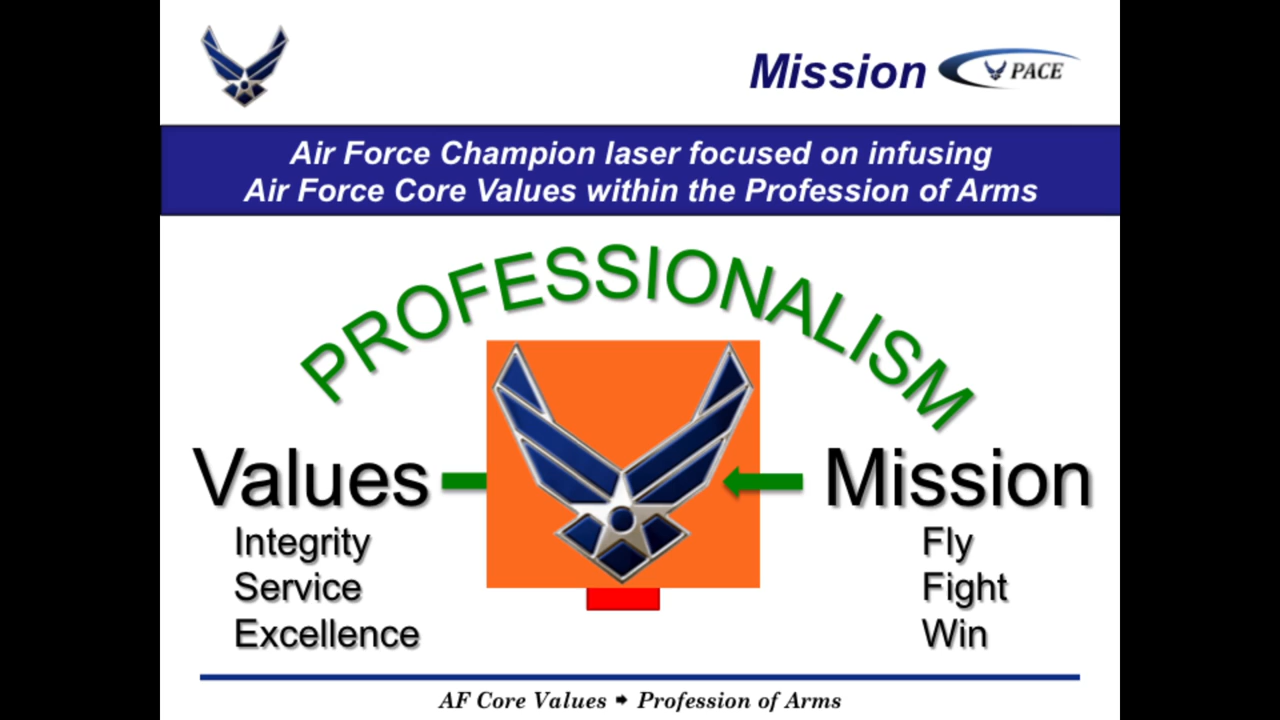 Mission
PACE
Air Force Champion laser focused on infusing
Air Force Core Values within the Profession of Arms
PROFESSIONALISM
Values
Integrity
Service
Excellence
Mission
Fly
Fight
Win
AF Core Values ➧ Profession of Arms